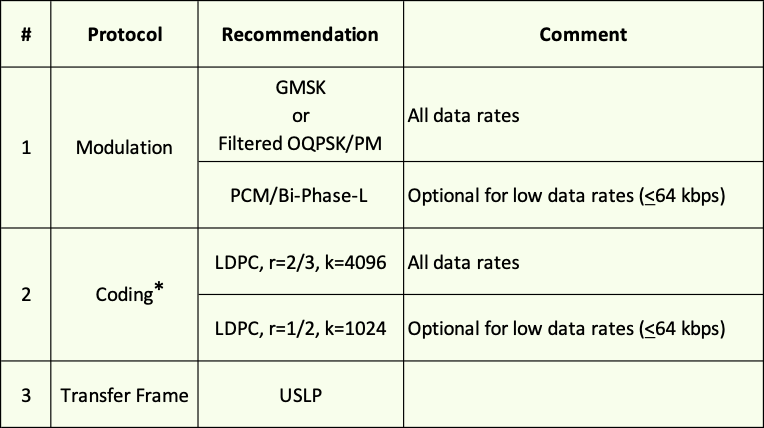 # Protocol Recommendation Comment
1 Modulation
GMSK
or
Filtered OQPSK/PM
All data rates
PCM/Bi-Phase-L Optional for low data rates (≤64 kbps)
2 Coding*
LDPC, r=2/3, k=4096 All data rates
LDPC, r=1/2, k=1024 Optional for low data rates (≤64 kbps)
3 Transfer Frame USLP